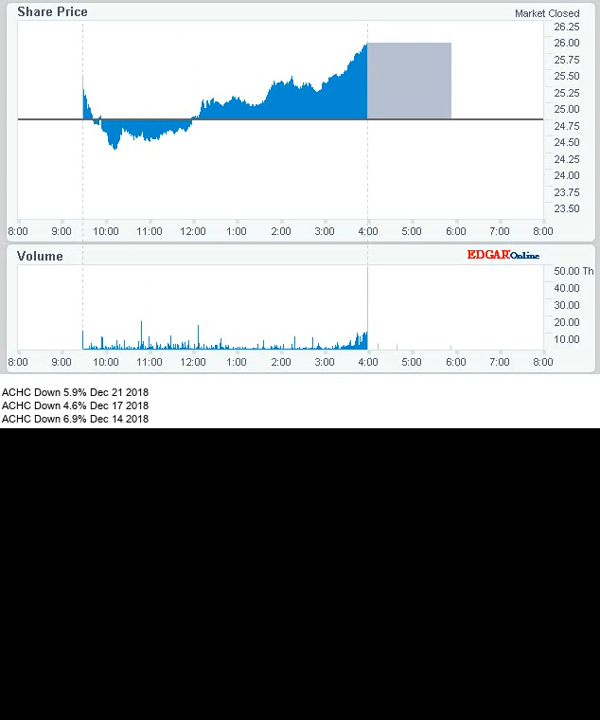 Share Price
Market Closed
26.25
26.00
25.75
25.50
25.25
25.00
24.75
24.50
24.25
24.00
23.75
23.50
8:00 9:00 10:00 11:00 12:00 1:00 2:00 3:00 4:00 5:00 6:00 7:00 8:00
Volume
EDGAR Online
50.00 Th
40.00
30.00
20.00
10.00
8:00 9:00 10:00 11:00 12:00 1:00 2:00 3:00 4:00 5:00 6:00 7:00 8:00
ACHC Down 5.9% Dec 21 2018
ACHC Down 4.6% Dec 17 2018
ACHC Down 6.9% Dec 14 2018